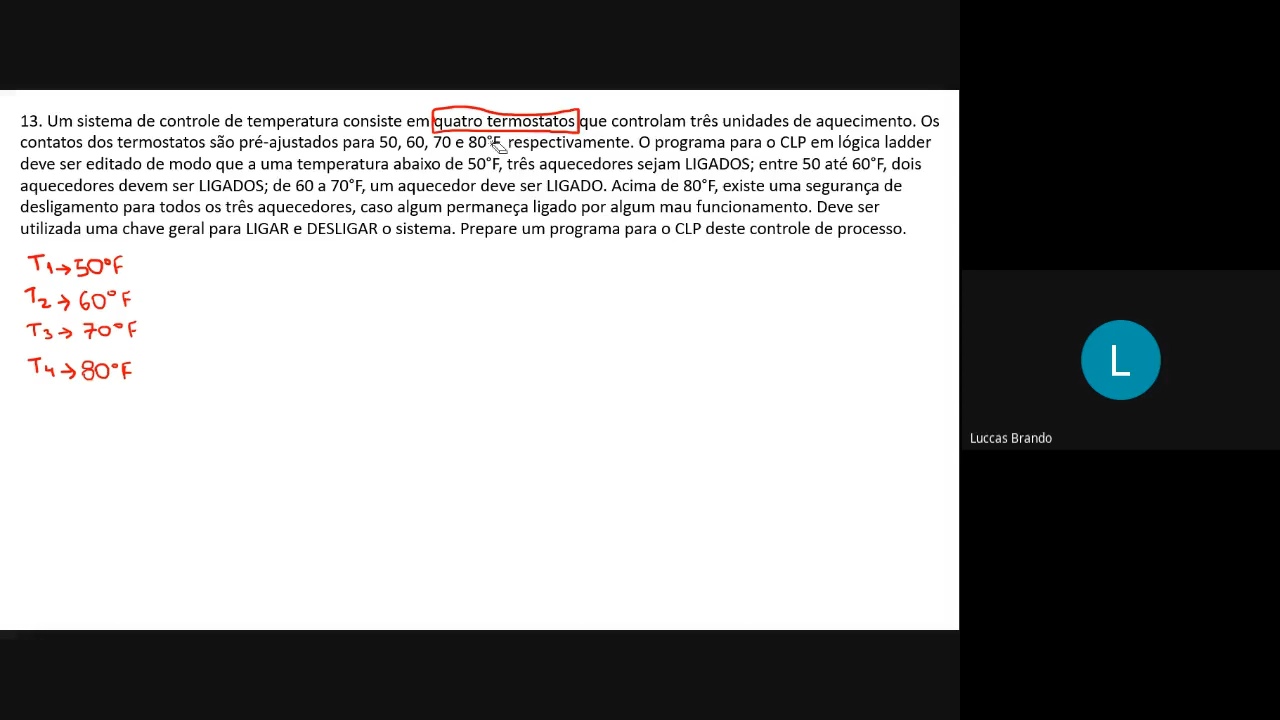 13. Um sistema de controle de temperatura consiste em quatro termostatos que controlam três unidades de aquecimento. Os
contatos dos termostatos são pré-ajustados para 50, 60, 70 e 80°F, respectivamente. O programa para o CLP em lógica ladder
deve ser editado de modo que a uma temperatura abaixo de 50°F, três aquecedores sejam LIGADOS; entre 50 até 60°F, dois
aquecedores devem ser LIGADOS; de 60 a 70°F, um aquecedor deve ser LIGADO. Acima de 80°F, existe uma segurança de
desligamento para todos os três aquecedores, caso algum permaneça ligado por algum mau funcionamento. Deve ser
utilizada uma chave geral para LIGAR e DESLIGAR o sistema. Prepare um programa para o CLP deste controle de processo.
T1 → 50°F
T2 → 60°F
T3 → 70°F
T4 → 80°F
L
Luccas Brando